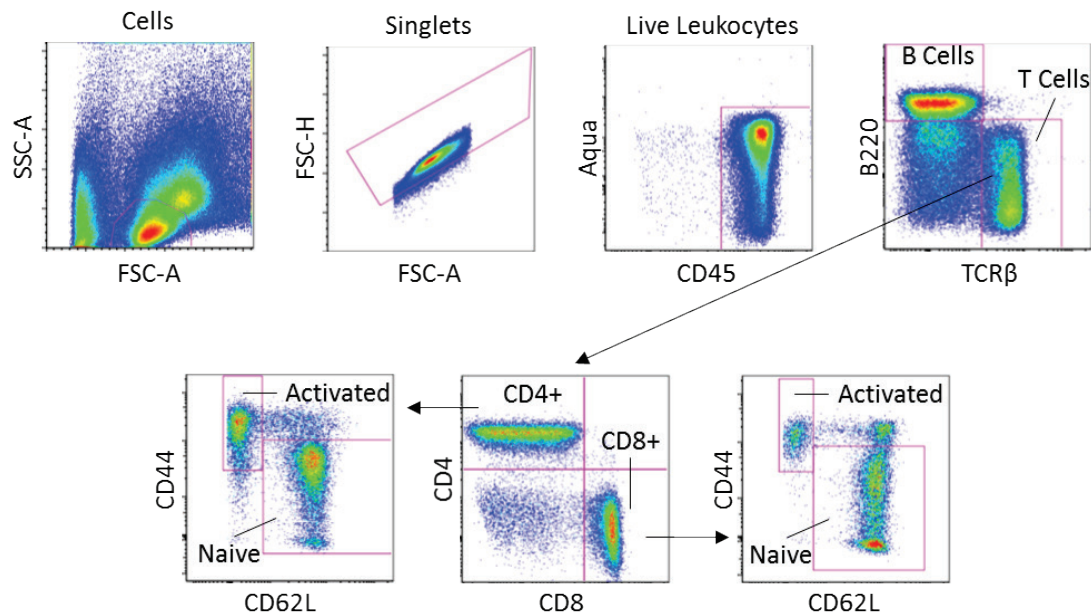 Cells
Singlets
Live Leukocytes
SSC-A
FSC-A
FSC-H
FSC-A
Aqua
CD45
B Cells
T Cells
B220
TCRβ
Activated
CD44
Naive
CD62L
CD4+
CD8+
CD4
CD8
Activated
CD44
Naive
CD62L